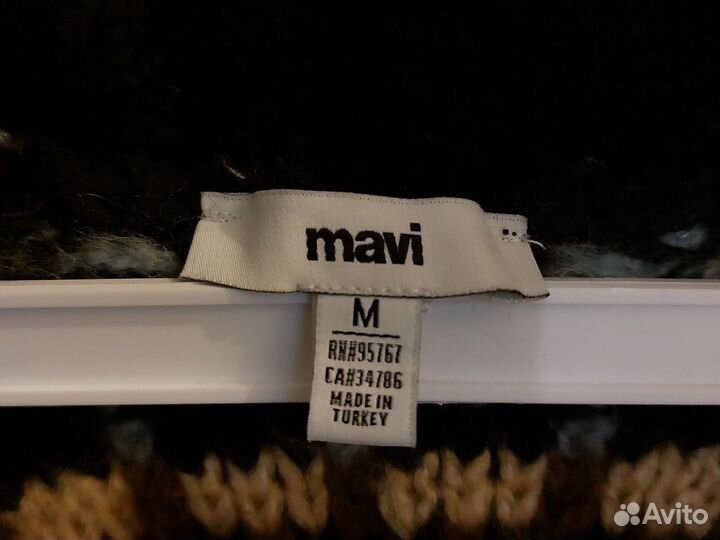 mavi
M
RN#95767
CA#34786
MADE IN
TURKEY
Avito